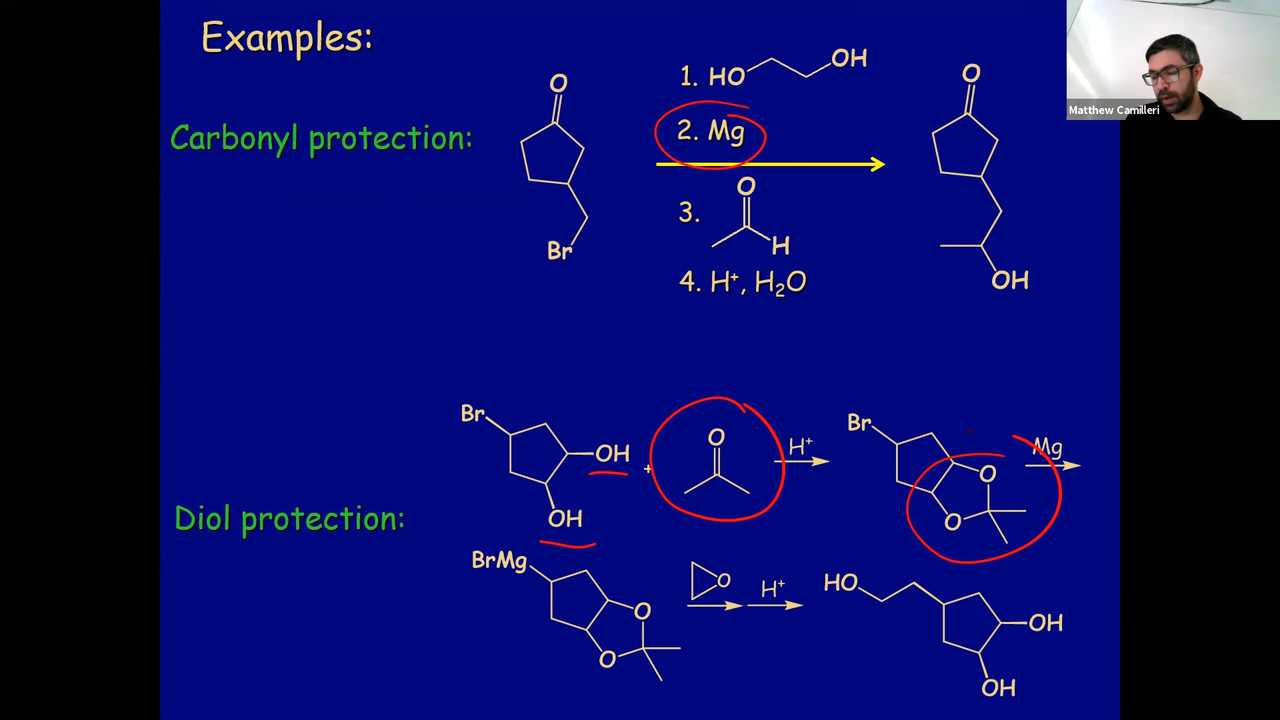 Examples:
Matthew Camilleri
Carbonyl protection:
O
Br
1. HO OH
2. Mg
3. O
H
4. H⁺, H₂O
O
OH
Diol protection:
Br
OH
OH
+
O
H⁺
Br
O
O
Mg
BrMg
O
O
O
H⁺
HO
OH
OH